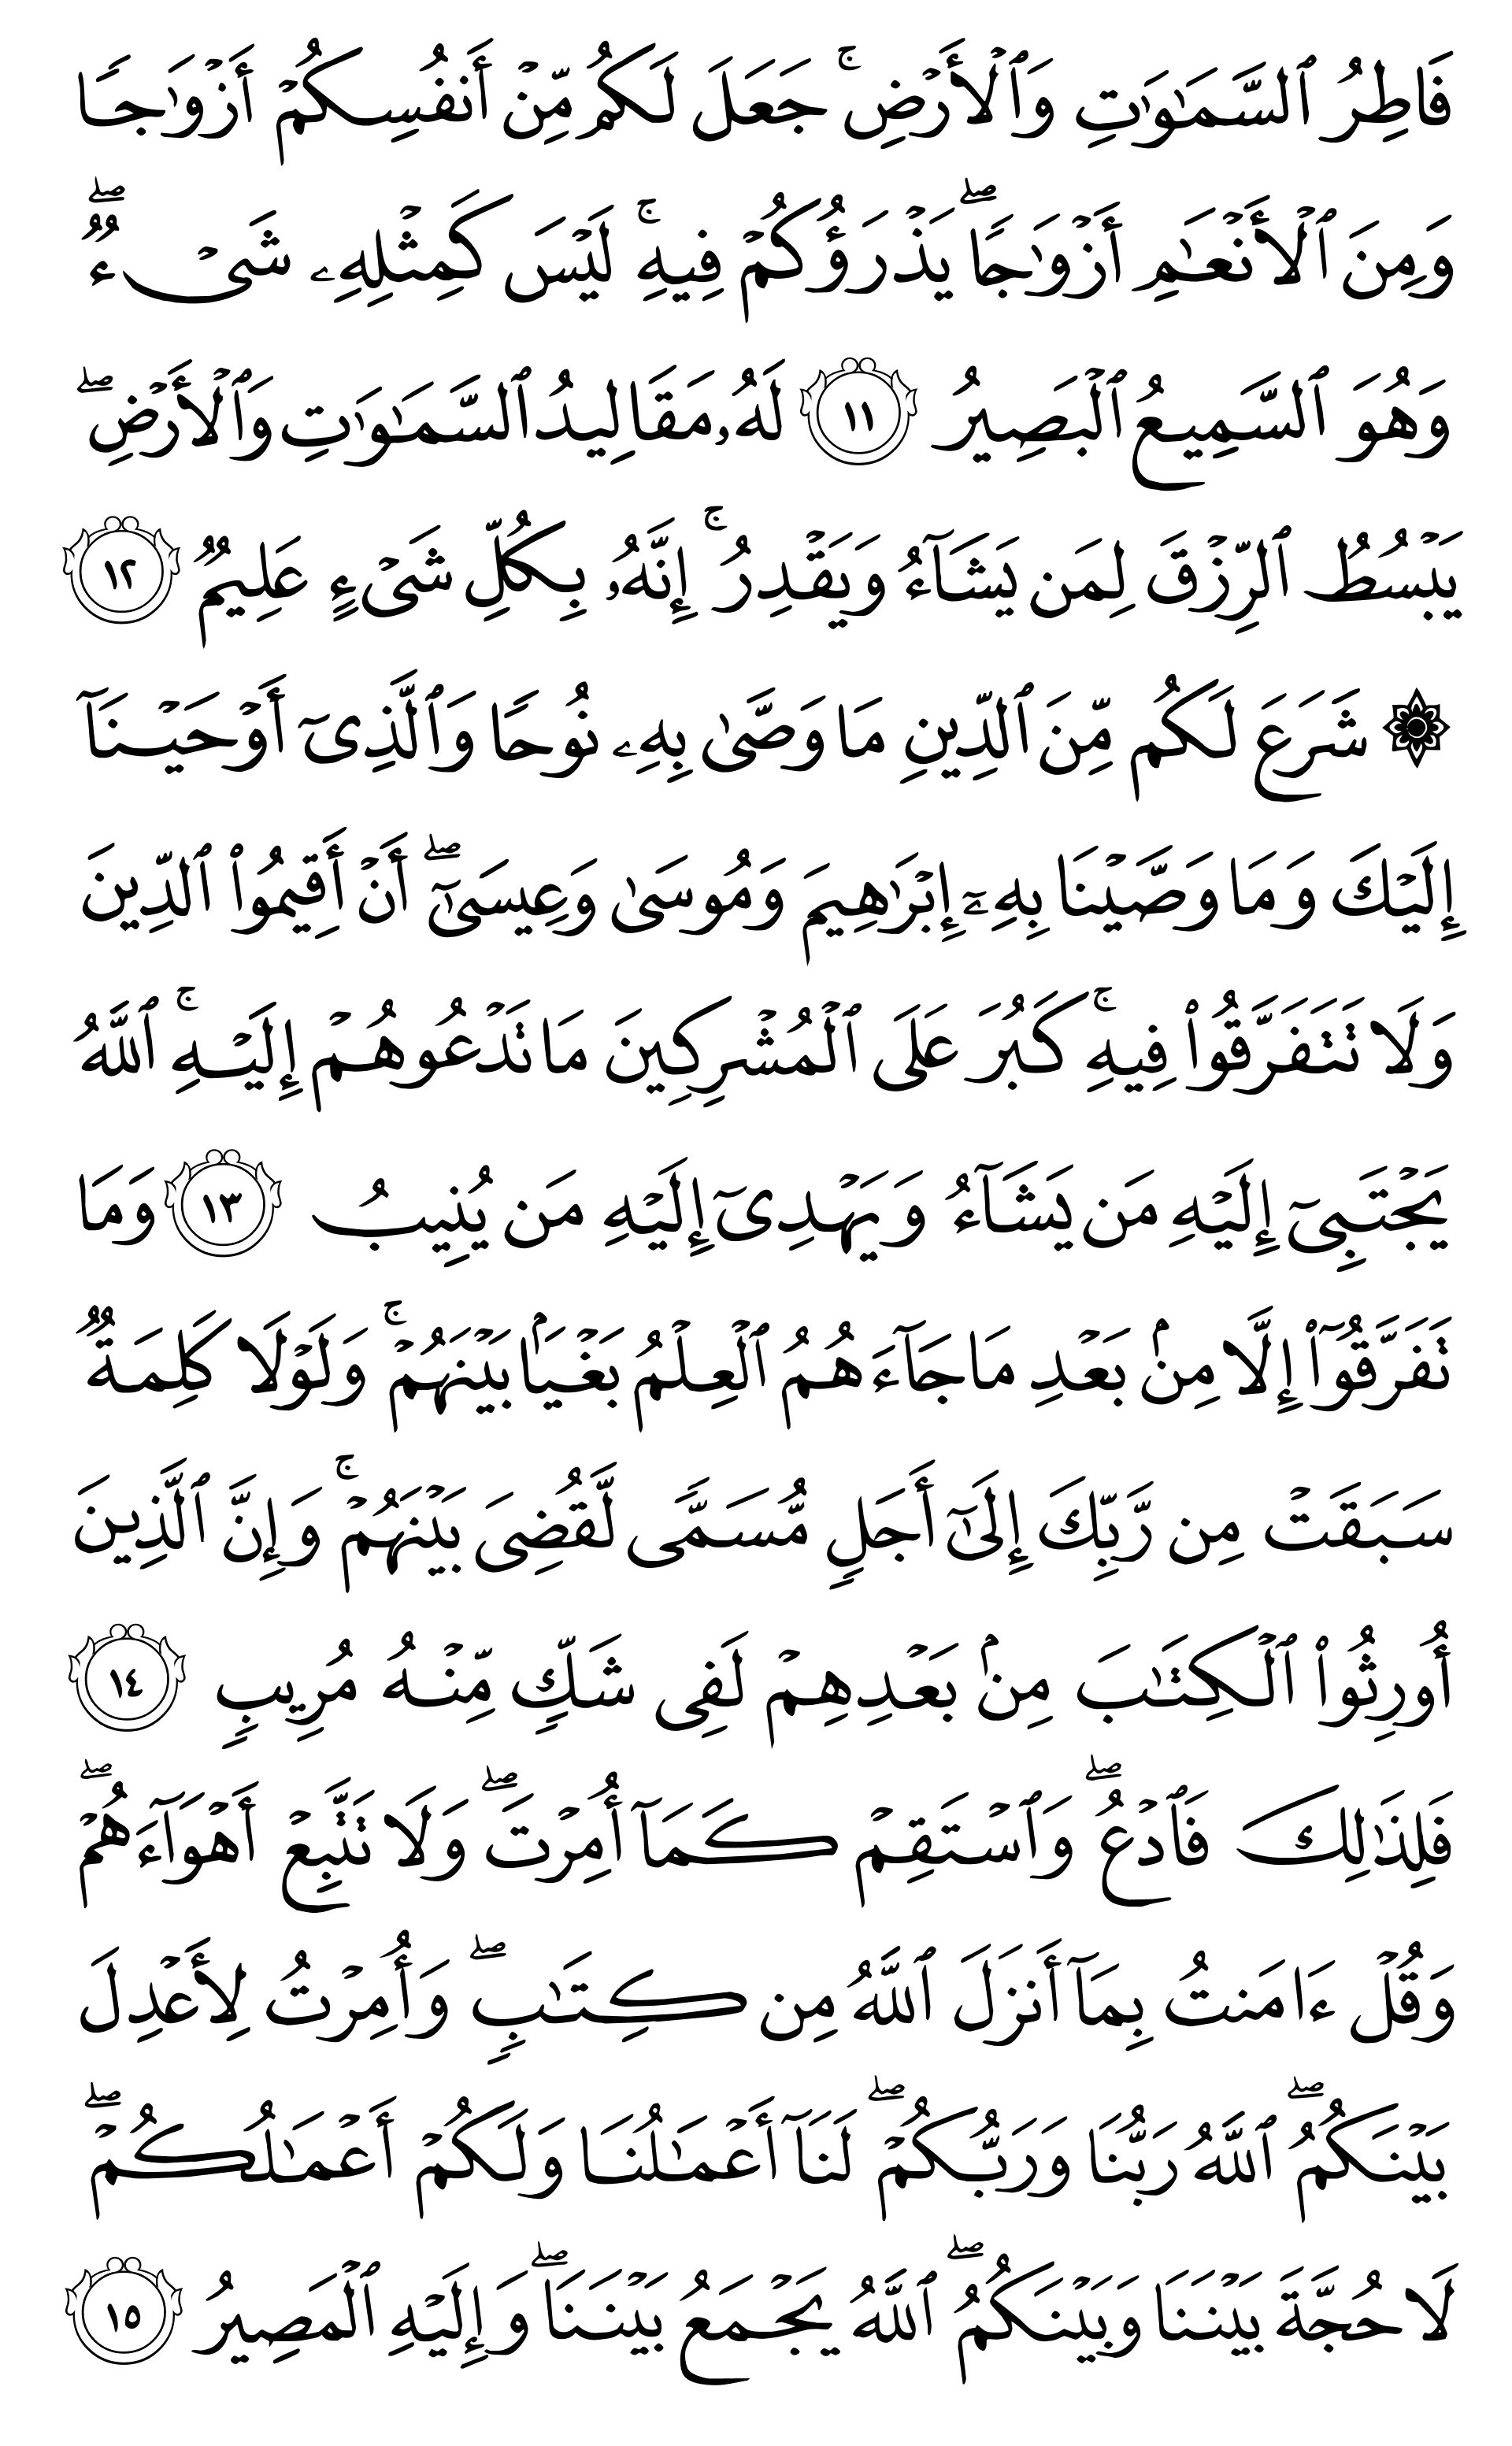 فَاطِرُ ٱلسَّمَٰوَٰتِ وَٱلْأَرْضِ ۚ جَعَلَ لَكُم مِّنْ أَنفُسِكُمْ أَزْوَٰجًا
وَمِنَ ٱلْأَنْعَٰمِ أَزْوَٰجًا ۖ يَذْرَؤُكُمْ فِيهِ ۚ لَيْسَ كَمِثْلِهِۦ شَىْءٌ ۖ
وَهُوَ ٱلسَّمِيعُ ٱلْبَصِيرُ ١١ لَهُۥ مَقَالِيدُ ٱلسَّمَٰوَٰتِ وَٱلْأَرْضِ ۖ
يَبْسُطُ ٱلرِّزْقَ لِمَن يَشَآءُ وَيَقْدِرُ ۚ إِنَّهُۥ بِكُلِّ شَىْءٍ عَلِيمٌ ١٢
۞ شَرَعَ لَكُم مِّنَ ٱلدِّينِ مَا وَصَّىٰ بِهِۦ نُوحًا وَٱلَّذِىٓ أَوْحَيْنَآ
إِلَيْكَ وَمَا وَصَّيْنَا بِهِۦٓ إِبْرَٰهِيمَ وَمُوسَىٰ وَعِيسَىٰٓ ۖ أَنْ أَقِيمُوا۟ ٱلدِّينَ
وَلَا تَتَفَرَّقُوا۟ فِيهِ ۚ كَبُرَ عَلَى ٱلْمُشْرِكِينَ مَا تَدْعُوهُمْ إِلَيْهِ ۚ ٱللَّهُ
يَجْتَبِىٓ إِلَيْهِ مَن يَشَآءُ وَيَهْدِىٓ إِلَيْهِ مَن يُنِيبُ ١٣ وَمَا
تَفَرَّقُوٓا۟ إِلَّا مِنۢ بَعْدِ مَا جَآءَهُمُ ٱلْعِلْمُ بَغْيًۢا بَيْنَهُمْ ۚ وَلَوْلَا كَلِمَةٌ
سَبَقَتْ مِن رَّبِّكَ إِلَىٰٓ أَجَلٍ مُّسَمًّى لَّقُضِىَ بَيْنَهُمْ ۚ وَإِنَّ ٱلَّذِينَ
أُورِثُوا۟ ٱلْكِتَٰبَ مِنۢ بَعْدِهِمْ لَفِى شَكٍّ مِّنْهُ مُرِيبٍ ١٤
فَلِذَٰلِكَ فَٱدْعُ ۖ وَٱسْتَقِمْ كَمَآ أُمِرْتَ ۖ وَلَا تَتَّبِعْ أَهْوَآءَهُمْ ۖ
وَقُلْ ءَامَنتُ بِمَآ أَنزَلَ ٱللَّهُ مِن كِتَٰبٍ ۖ وَأُمِرْتُ لِأَعْدِلَ
بَيْنَكُمُ ۖ ٱللَّهُ رَبُّنَا وَرَبُّكُمْ ۖ لَنَآ أَعْمَٰلُنَا وَلَكُمْ أَعْمَٰلُكُمْ ۖ
لَا حُجَّةَ بَيْنَنَا وَبَيْنَكُمُ ۖ ٱللَّهُ يَجْمَعُ بَيْنَنَا ۖ وَإِلَيْهِ ٱلْمَصِيرُ ١٥